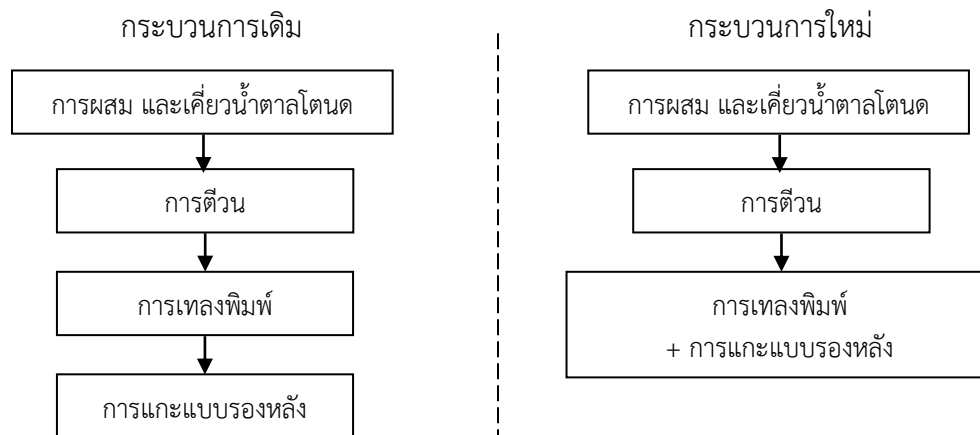 กระบวนการเดิม
การผสม และเคี่ยวน้ำตาลโตนด
การตีวน
การเทลงพิมพ์
การแกะแบบรองหลัง
กระบวนการใหม่
การผสม และเคี่ยวน้ำตาลโตนด
การตีวน
การเทลงพิมพ์
+ การแกะแบบรองหลัง